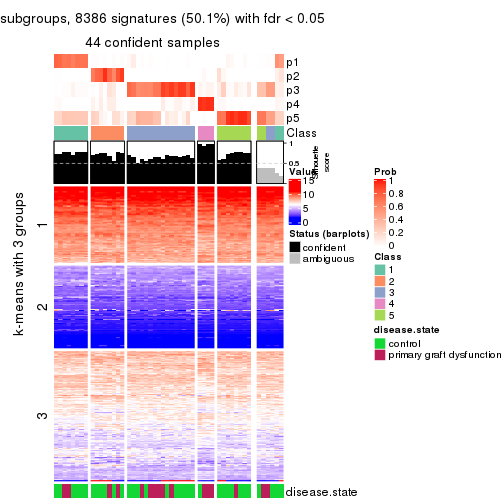 subgroups, 8386 signatures (50.1%) with fdr < 0.05
44 confident samples
p1
p2
p3
p4
p5
Class
1
0.5
0
Silhouette
score
k-means with 3 groups
1
2
3
disease.state
Value
15
10
5
0
Status (barplots)
confident
ambiguous
Prob
1
0.8
0.6
0.4
0.2
0
Class
1
2
3
4
5
disease.state
control
primary graft dysfunction